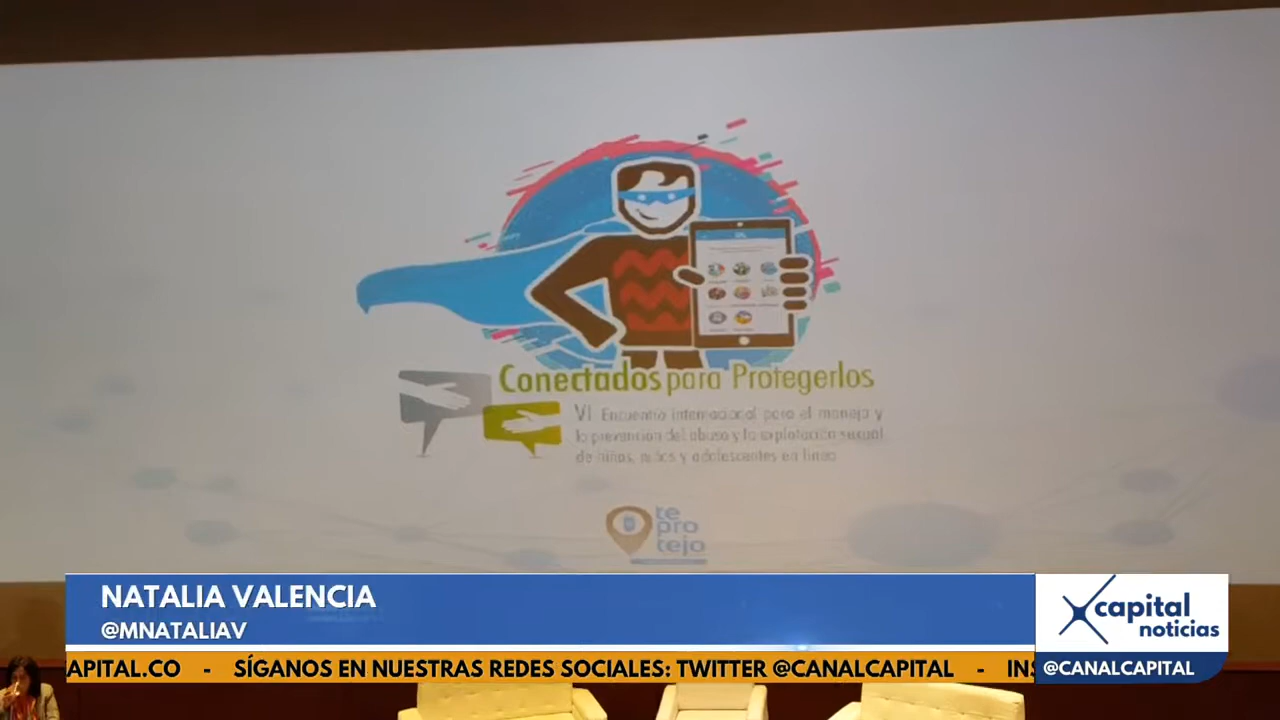 Conectados para Protegerlos
VI Encuentro internacional para el manejo y
la prevención del abuso y la explotación sexual
de niños, niñas y adolescentes en línea
te
pro
tejo
NATALIA VALENCIA
@MNATALIAV
capital
noticias
APITAL.CO - SÍGANOS EN NUESTRAS REDES SOCIALES: TWITTER @CANALCAPITAL - INS
@CANALCAPITAL